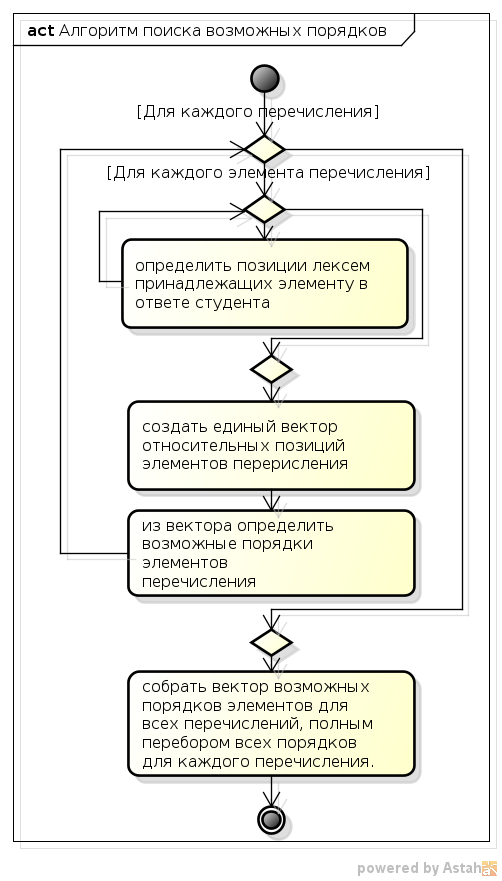 act Алгоритм поиска возможных порядков
[Для каждого перечисления]
[Для каждого элемента перечисления]
определить позиции лексем
принадлежащих элементу в
ответе студента
создать единый вектор
относительных позиций
элементов перерисления
из вектора определить
возможные порядки
элементов
перечисления
собрать вектор возможных
порядков элементов для
всех перечислений, полным
перебором всех порядков
для каждого перечисления.
powered by Astah